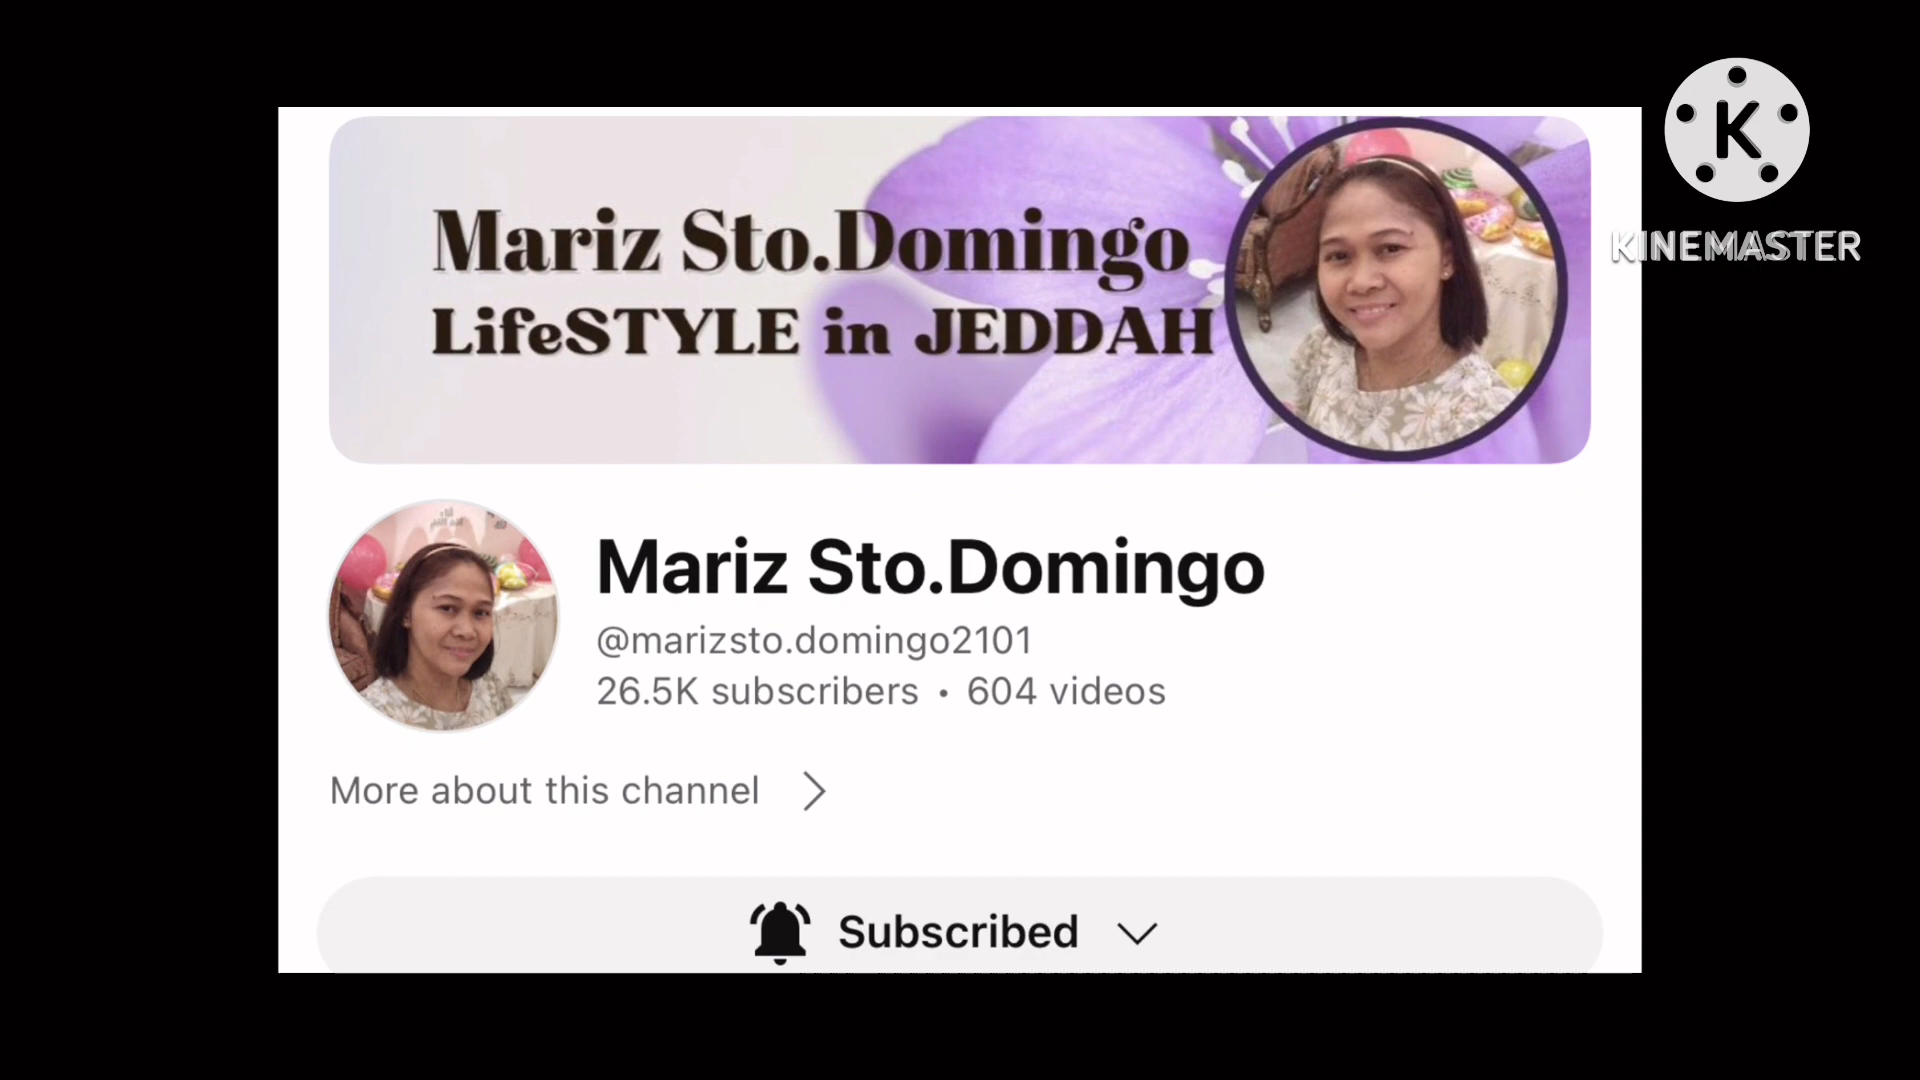 Mariz Sto.Domingo
LifeSTYLE in JEDDAH
K
KINEMASTER
Mariz Sto.Domingo
@marizsto.domingo2101
26.5K subscribers • 604 videos
More about this channel >
Subscribed